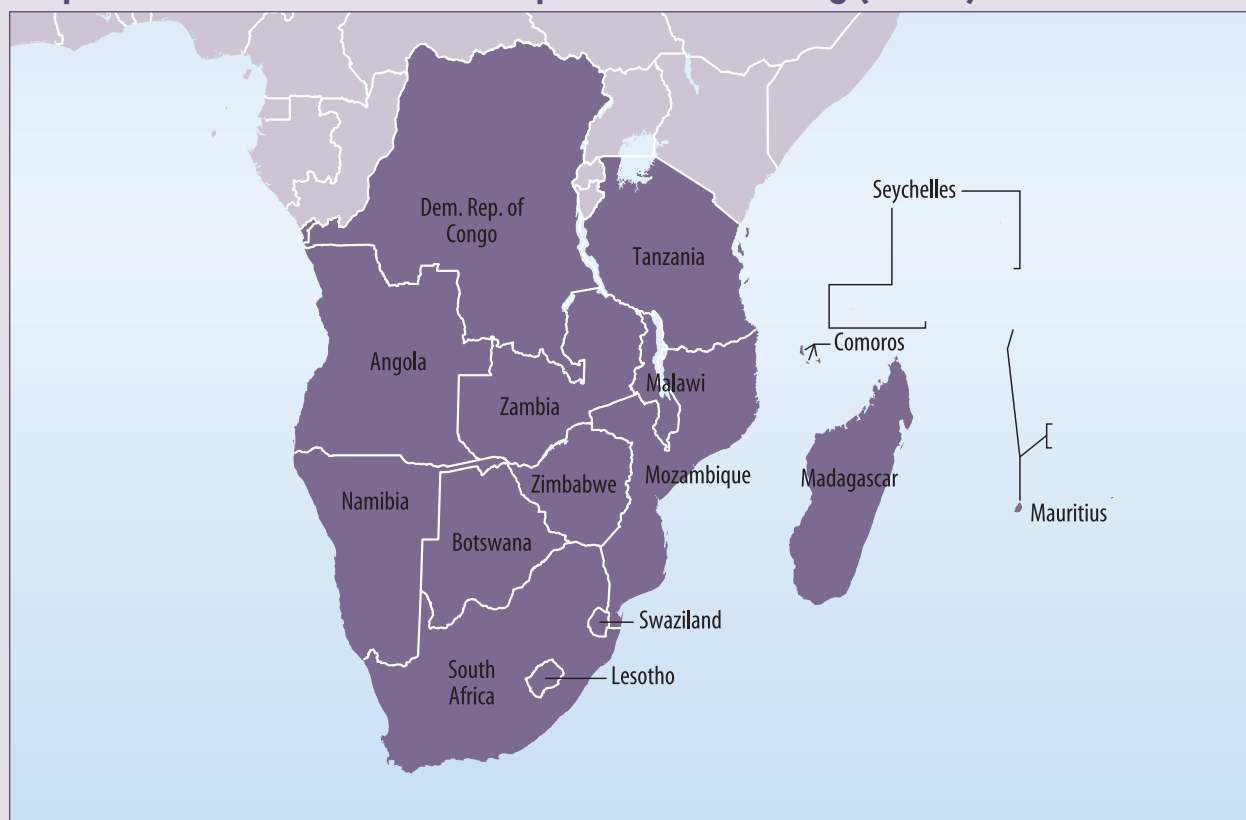 Seychelles
Dem. Rep. of
Congo
Tanzania
Comoros
Angola
Malawi
Zambia
Mozambique
Madagascar
Zimbabwe
Namibia
Mauritius
Botswana
Swaziland
South
Africa
Lesotho